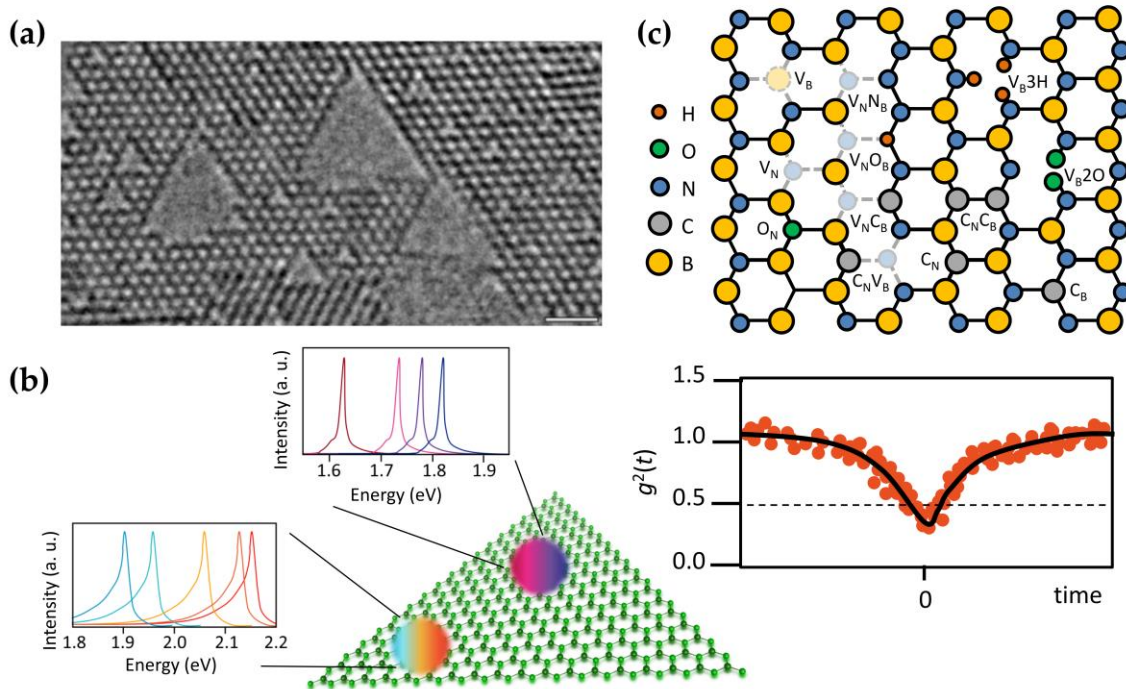 (a)
(b)
Intensity (a. u.)
1.6 1.7 1.8 1.9
Energy (eV)
Intensity (a. u.)
1.8 1.9 2.0 2.1 2.2
Energy (eV)
(c)
H
O
N
C
B
V_B
V_NN_B
V_B3H
V_N
V_NO_B
V_B2O
O_N
V_NC_B
C_NC_B
C_NV_B
C_N
C_B
g²(t)
1.5
1.0
0.5
0.0
0
time